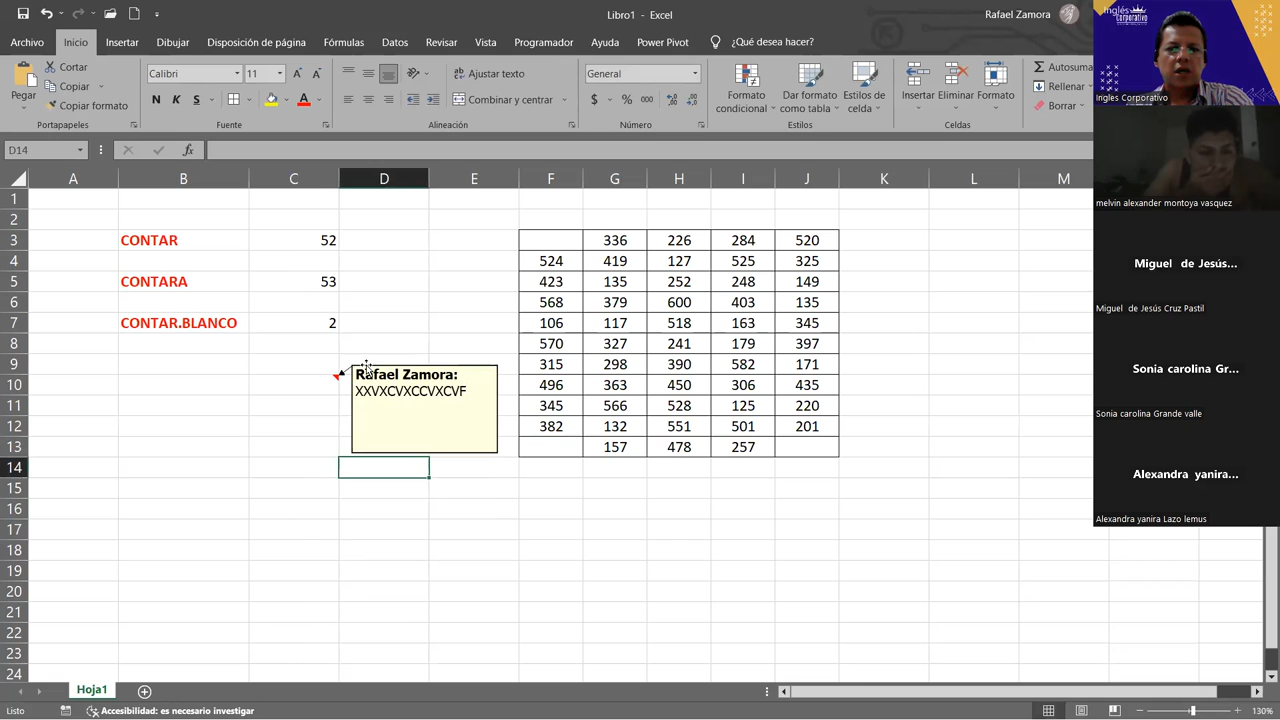 Libro1 - Excel
Rafael Zamora
Archivo Inicio Insertar Dibujar Disposición de página Fórmulas Datos Revisar Vista Programador Ayuda Power Pivot ¿Qué desea hacer?
Pegar
Cortar
Copiar
Copiar formato
Portapapeles
Calibri 11
N K S
Fuente
Ajustar texto
Combinar y centrar
Alineación
General
$ % 000
Número
Formato condicional
Dar formato como tabla
Estilos de celda
Estilos
Insertar Eliminar Formato
Celdas
Autosuma
Rellenar
Borrar
D14
fx
A B C D E F G H I J K L M
1
2
3 CONTAR 52 336 226 284 520
4 524 419 127 525 325
5 CONTARA 53 423 135 252 248 149
6 568 379 600 403 135
7 CONTAR.BLANCO 2 106 117 518 163 345
8 570 327 241 179 397
9 315 298 390 582 171
10 496 363 450 306 435
11 345 566 528 125 220
12 382 132 551 501 201
13 157 478 257
14
15
16
17
18
19
20
21
22
23
24
Rafael Zamora:
XXVXCVXCCVXCVF
Hoja1
Listo
Accesibilidad: es necesario investigar
130%
Inglés
Corporativo
Ingles Corporativo
melvin alexander montoya vasquez
Miguel de Jesús...
Miguel de Jesús Cruz Pastil
Sonia carolina Gr...
Sonia carolina Grande valle
Alexandra yanira...
Alexandra yanira Lazo lemus